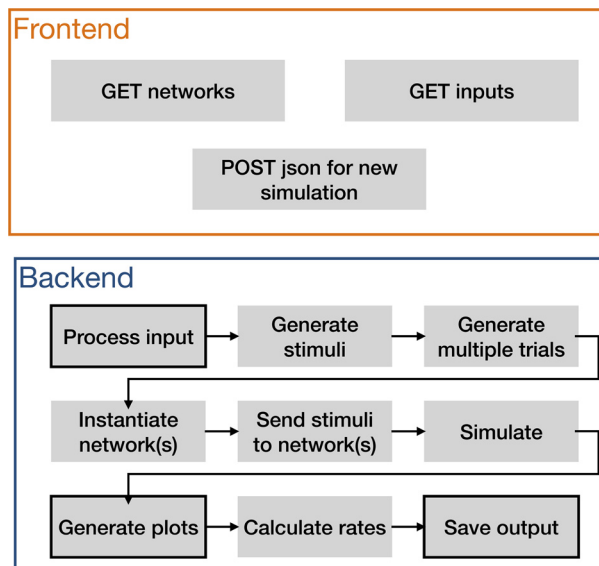 Frontend
GET networks
GET inputs
POST json for new
simulation
Backend
Process input
Generate
stimuli
Generate
multiple trials
Instantiate
network(s)
Send stimuli
to network(s)
Simulate
Generate plots
Calculate rates
Save output